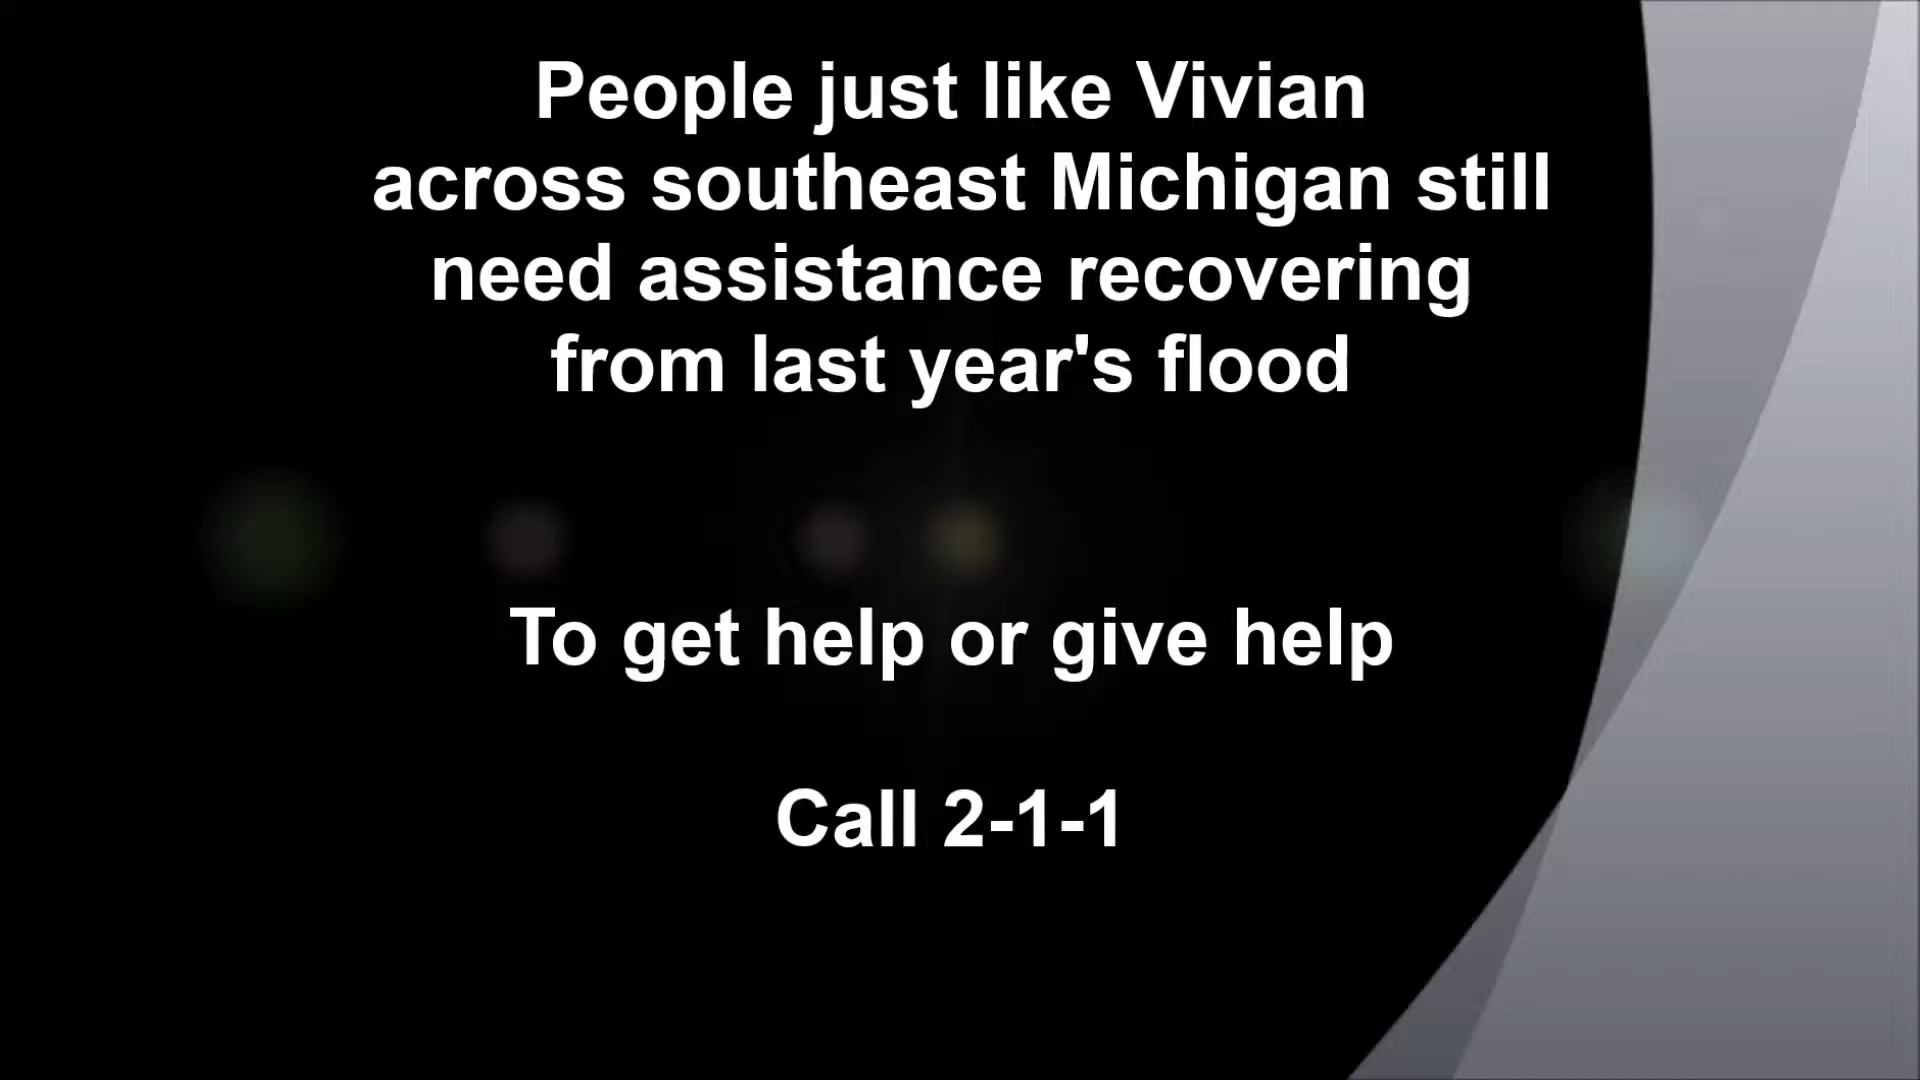 People just like Vivian
across southeast Michigan still
need assistance recovering
from last year's flood
To get help or give help
Call 2-1-1